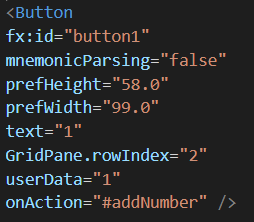 <Button
fx:id="button1"
mnemonicParsing="false"
prefHeight="58.0"
prefWidth="99.0"
text="1"
GridPane.rowIndex="2"
userData="1"
onAction="#addNumber" />